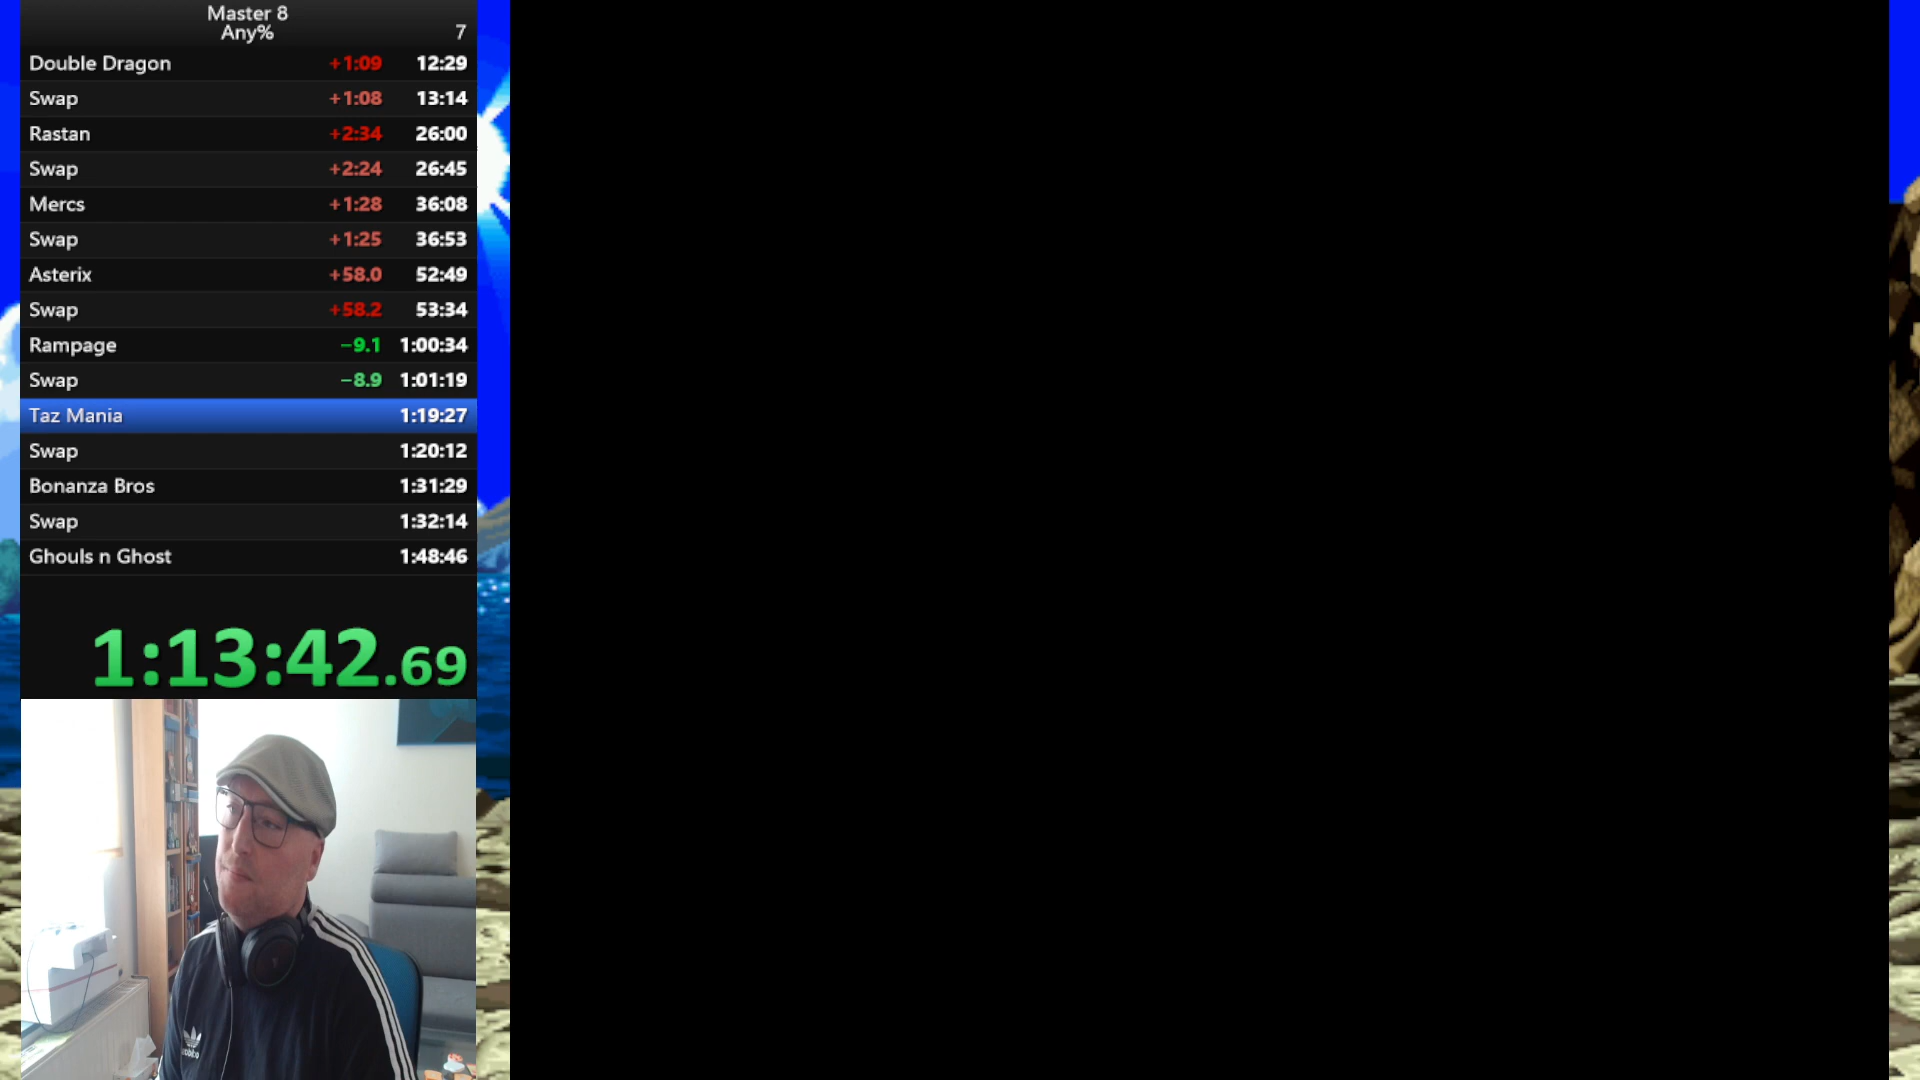 Master 8
Any% 7
Double Dragon +1:09 12:29
Swap +1:08 13:14
Rastan +2:34 26:00
Swap +2:24 26:45
Mercs +1:28 36:08
Swap +1:25 36:53
Asterix +58.0 52:49
Swap +58.2 53:34
Rampage −9.1 1:00:34
Swap −8.9 1:01:19
Taz Mania 1:19:27
Swap 1:20:12
Bonanza Bros 1:31:29
Swap 1:32:14
Ghouls n Ghost 1:48:46
1:13:42.69